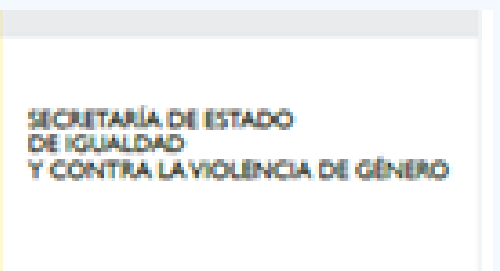 SECRETARÍA DE ESTADO
DE IGUALDAD
Y CONTRA LA VIOLENCIA DE GÉNERO